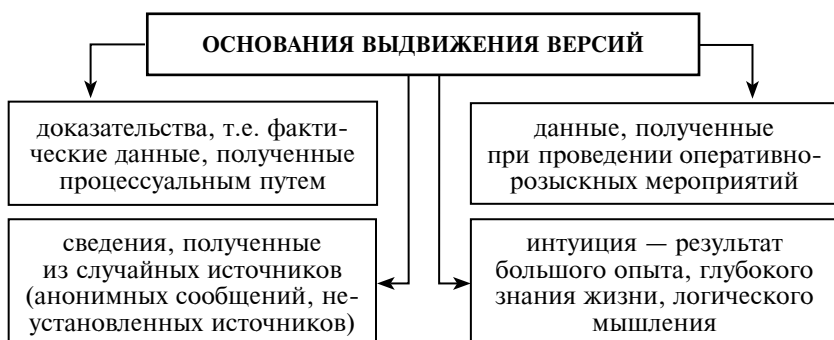 ОСНОВАНИЯ ВЫДВИЖЕНИЯ ВЕРСИЙ
доказательства, т.е. факти-
ческие данные, полученные
процессуальным путем
данные, полученные
при проведении оперативно-
розыскных мероприятий
сведения, полученные
из случайных источников
(анонимных сообщений, не-
установленных источников)
интуиция — результат
большого опыта, глубокого
знания жизни, логического
мышления